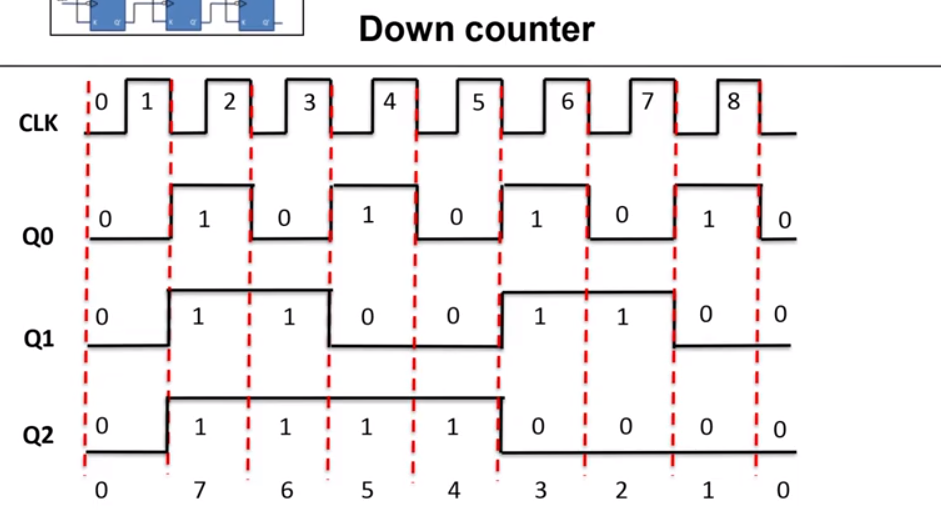 K Q' K Q' K Q'
Down counter
CLK 0 1 2 3 4 5 6 7 8
Q0 0 1 0 1 0 1 0 1 0
Q1 0 1 1 0 0 1 1 0 0
Q2 0 1 1 1 1 0 0 0 0
0 7 6 5 4 3 2 1 0